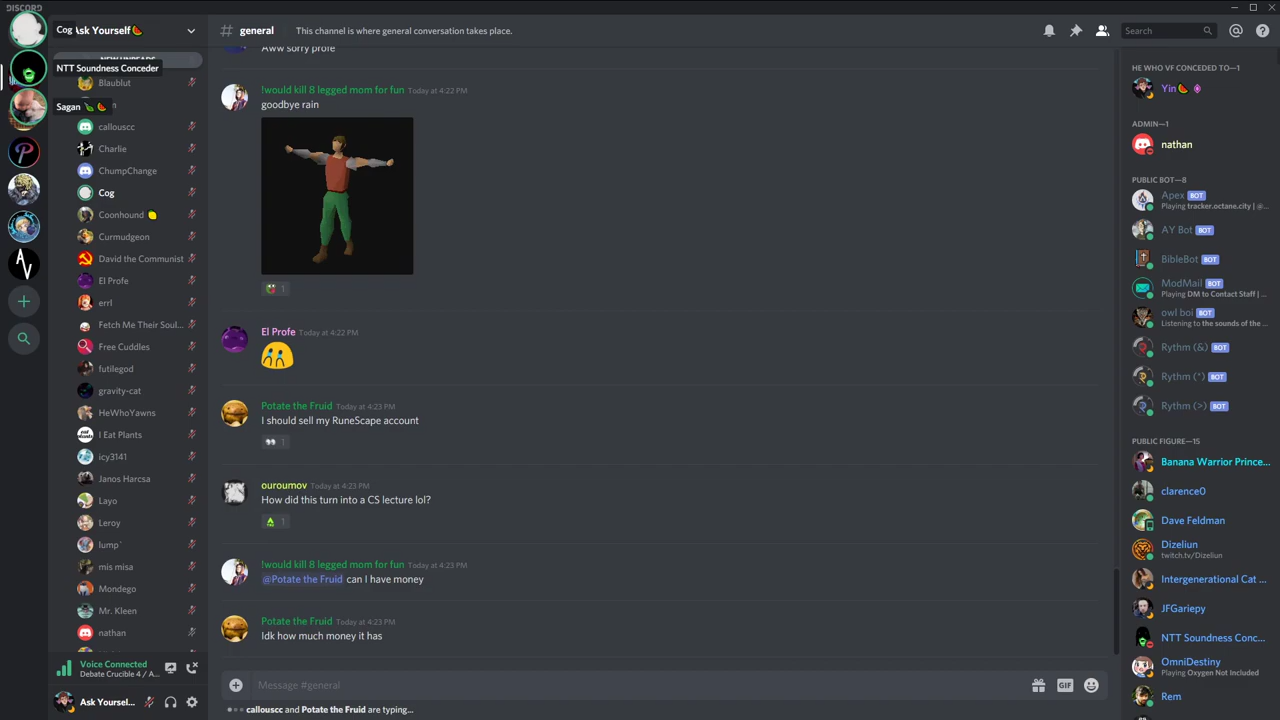 DISCORD
Cog
Ask Yourself
NEW UNREADS
NTT Soundness Conceder
Blaublut
Sagan
callouscc
Charlie
ChumpChange
Cog
Coonhound
Curmudgeon
David the Communist
El Profe
errl
Fetch Me Their Soul...
Free Cuddles
futilegod
gravity-cat
HeWhoYawns
I Eat Plants
icy3141
Janos Harcsa
Layo
Leroy
lump`
mis misa
Mondego
Mr. Kleen
nathan
Voice Connected
Debate Crucible 4 / A...
Ask Yoursel...
# general
This channel is where general conversation takes place.
Search
Aww sorry profe
!would kill 8 legged mom for fun Today at 4:22 PM
goodbye rain
1
El Profe Today at 4:22 PM
Potate the Fruid Today at 4:23 PM
I should sell my RuneScape account
1
ouroumov Today at 4:23 PM
How did this turn into a CS lecture lol?
1
!would kill 8 legged mom for fun Today at 4:23 PM
@Potate the Fruid can I have money
Potate the Fruid Today at 4:23 PM
Idk how much money it has
Message #general
GIF
callouscc and Potate the Fruid are typing...
HE WHO VF CONCEDED TO—1
Yin
ADMIN—1
nathan
PUBLIC BOT—8
Apex BOT
Playing tracker.octane.city | @...
AY Bot BOT
BibleBot BOT
ModMail BOT
Playing DM to Contact Staff | ...
owl boi BOT
Listening to the sounds of the ...
Rythm (&) BOT
Rythm (*) BOT
Rythm (>) BOT
PUBLIC FIGURE—15
Banana Warrior Prince...
clarence0
Dave Feldman
Dizeliun
twitch.tv/Dizeliun
Intergenerational Cat ...
JFGariepy
NTT Soundness Conc...
OmniDestiny
Playing Oxygen Not Included
Rem